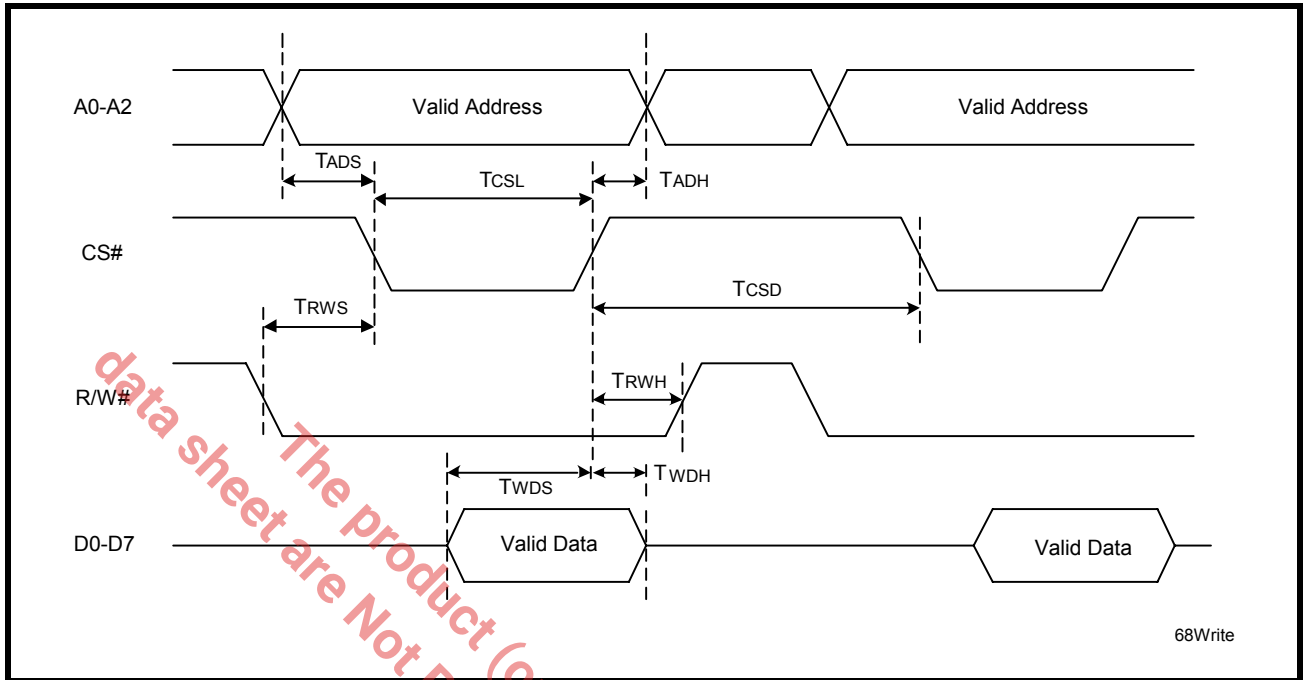 A0-A2
Valid Address
Valid Address
TADS
TCSL
TADH
CS#
TCSD
TRWS
R/W#
TRWH
TWDS
TWDH
D0-D7
Valid Data
Valid Data
68Write
The product (o
data sheet are Not